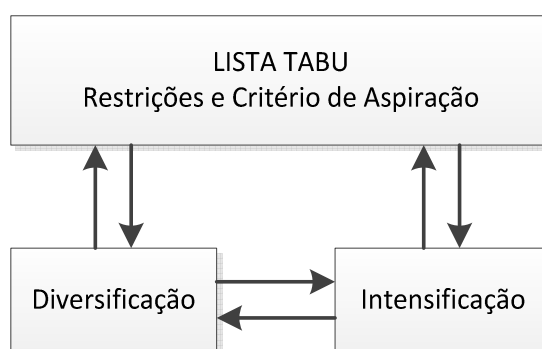 LISTA TABU
Restrições e Critério de Aspiração
Diversificação
Intensificação